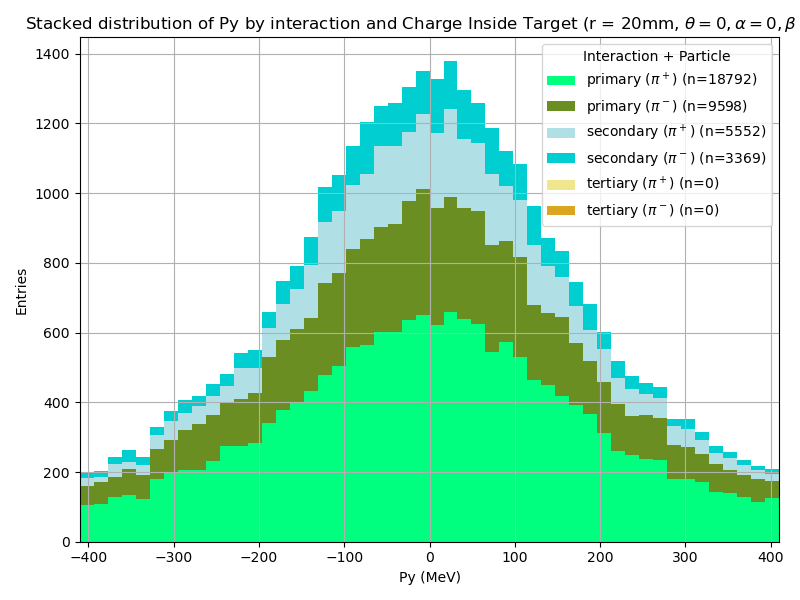 Stacked distribution of Py by interaction and Charge Inside Target (r = 20mm, θ = 0, α = 0, β
Interaction + Particle
primary (π⁺) (n=18792)
primary (π⁻) (n=9598)
secondary (π⁺) (n=5552)
secondary (π⁻) (n=3369)
tertiary (π⁺) (n=0)
tertiary (π⁻) (n=0)
Entries
1400
1200
1000
800
600
400
200
0
−400 −300 −200 −100 0 100 200 300 400
Py (MeV)